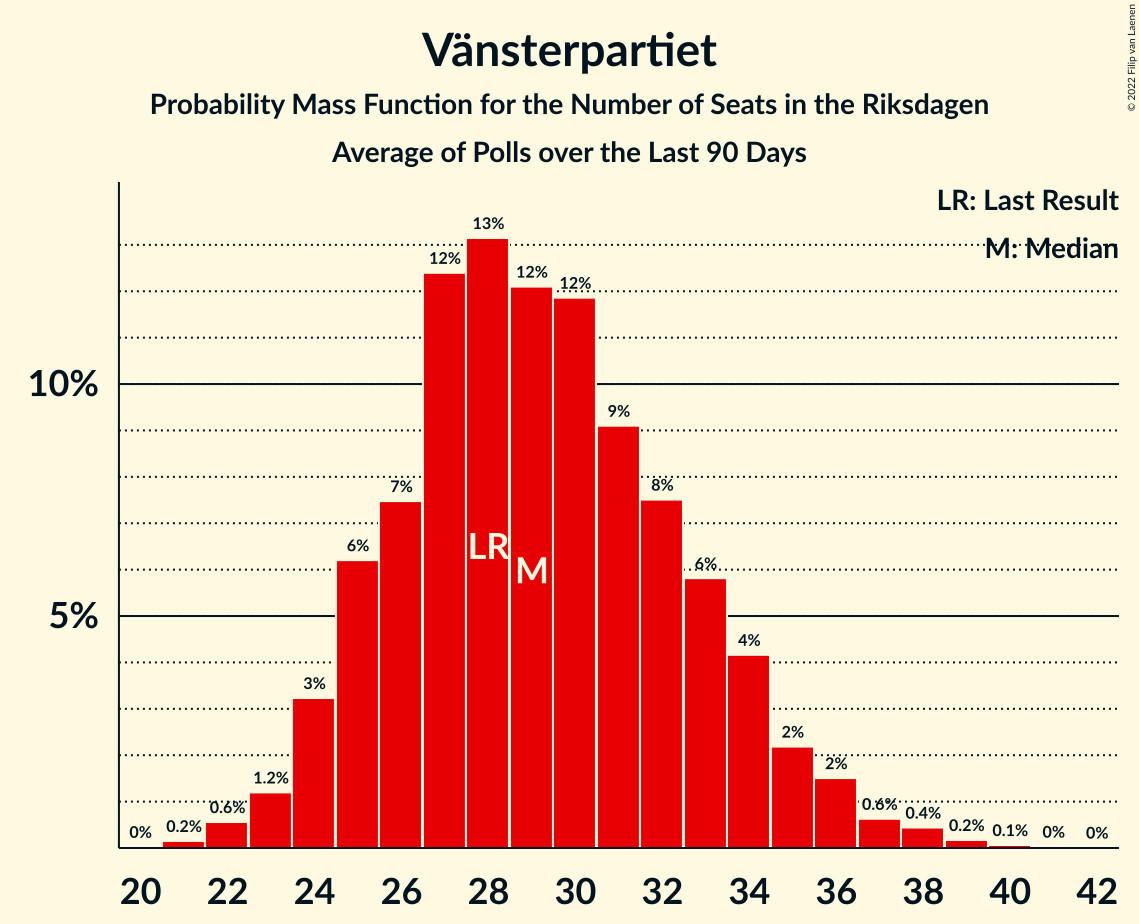 Vänsterpartiet
Probability Mass Function for the Number of Seats in the Riksdagen
Average of Polls over the Last 90 Days
© 2022 Filip van Laenen
LR: Last Result
M: Median
10%
5%
0%
0.2%
0.6%
1.2%
3%
6%
7%
12%
13%
12%
12%
9%
8%
6%
4%
2%
2%
0.6%
0.4%
0.2%
0.1%
0%
0%
LR
M
20 22 24 26 28 30 32 34 36 38 40 42